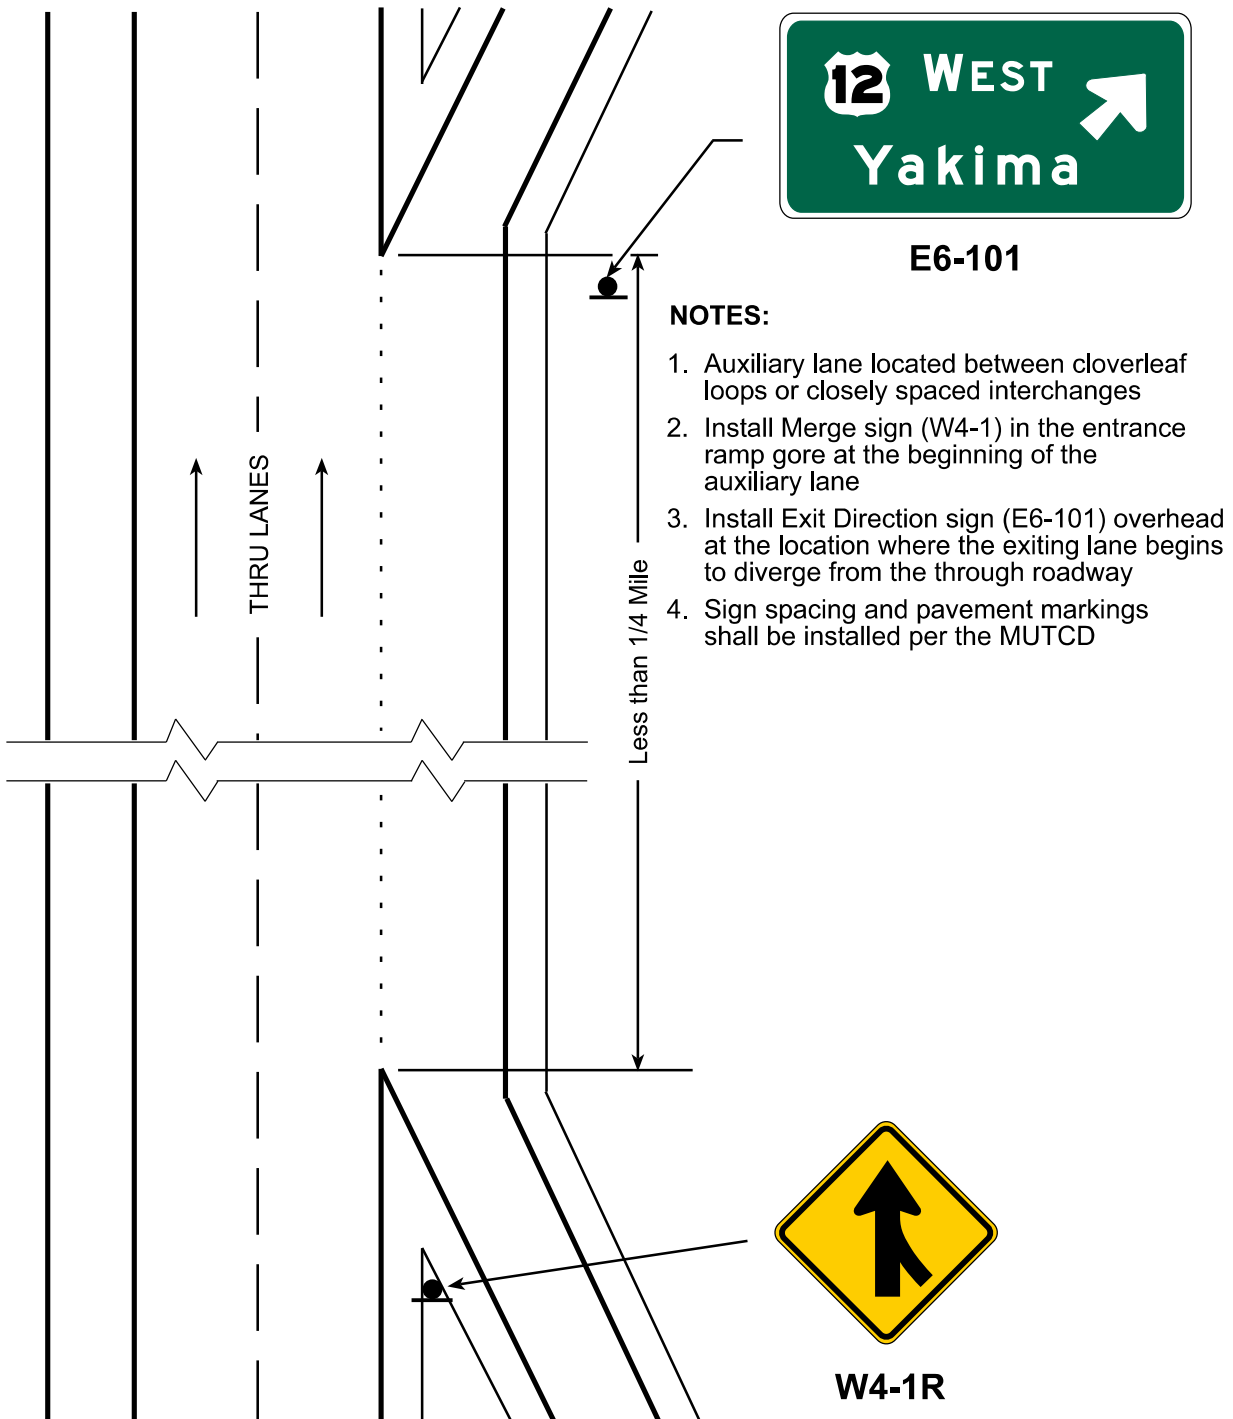 12 WEST
Yakima
E6-101
NOTES:
1. Auxiliary lane located between cloverleaf
loops or closely spaced interchanges
2. Install Merge sign (W4-1) in the entrance
ramp gore at the beginning of the
auxiliary lane
3. Install Exit Direction sign (E6-101) overhead
at the location where the exiting lane begins
to diverge from the through roadway
4. Sign spacing and pavement markings
shall be installed per the MUTCD
THRU LANES
Less than 1/4 Mile
W4-1R